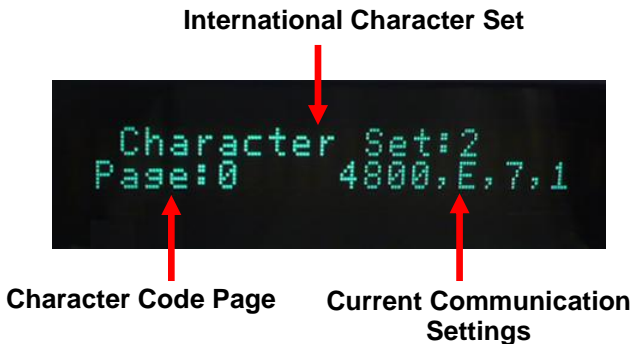 International Character Set
Character Set:2
Page:0 4800,E,7,1
Character Code Page
Current Communication
Settings